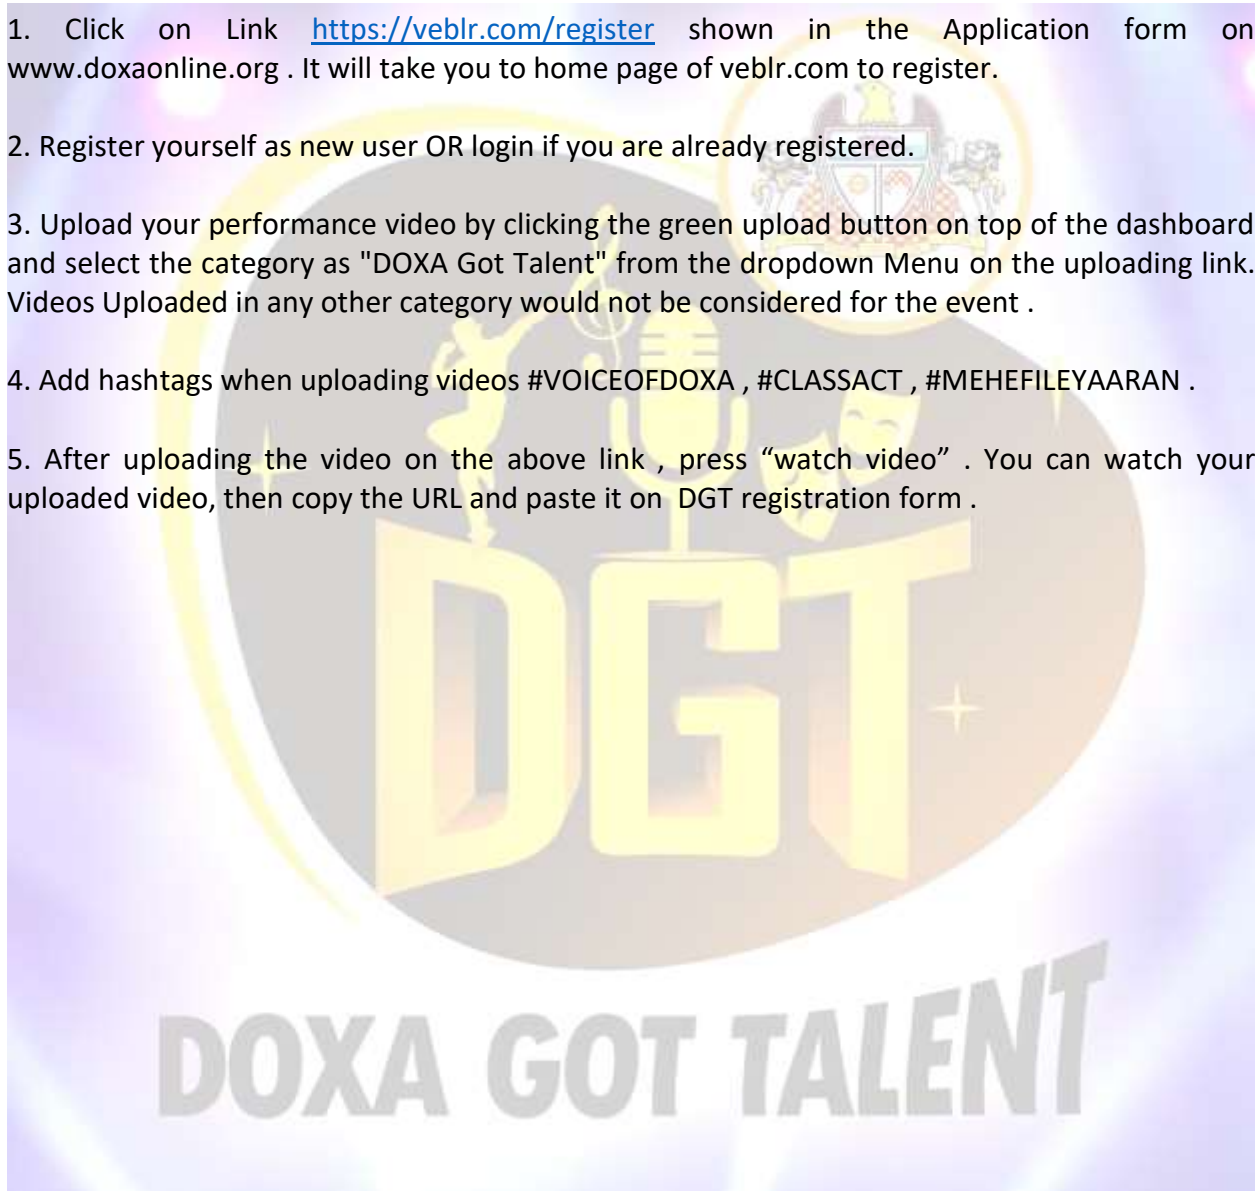 1. Click on Link https://veblr.com/register shown in the Application form on
www.doxaonline.org . It will take you to home page of veblr.com to register.
2. Register yourself as new user OR login if you are already registered.
3. Upload your performance video by clicking the green upload button on top of the dashboard
and select the category as "DOXA Got Talent" from the dropdown Menu on the uploading link.
Videos Uploaded in any other category would not be considered for the event .
4. Add hashtags when uploading videos #VOICEOFDOXA , #CLASSACT , #MEHEFILEYAARAN .
5. After uploading the video on the above link , press “watch video” . You can watch your
uploaded video, then copy the URL and paste it on  DGT registration form .
DGT
DOXA GOT TALENT